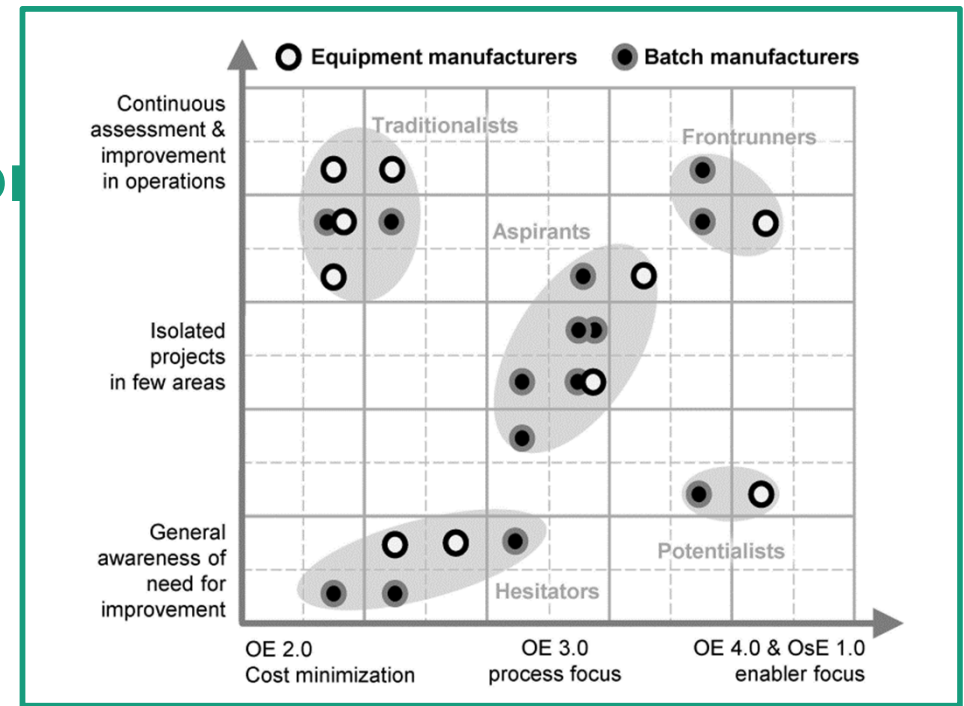 Equipment manufacturers
Batch manufacturers
Continuous
assessment &
improvement
in operations
Traditionalists
Frontrunners
Aspirants
Isolated
projects
in few areas
General
awareness of
need for
improvement
Potentialists
Hesitators
OE 2.0
Cost minimization
OE 3.0
process focus
OE 4.0 & OsE 1.0
enabler focus